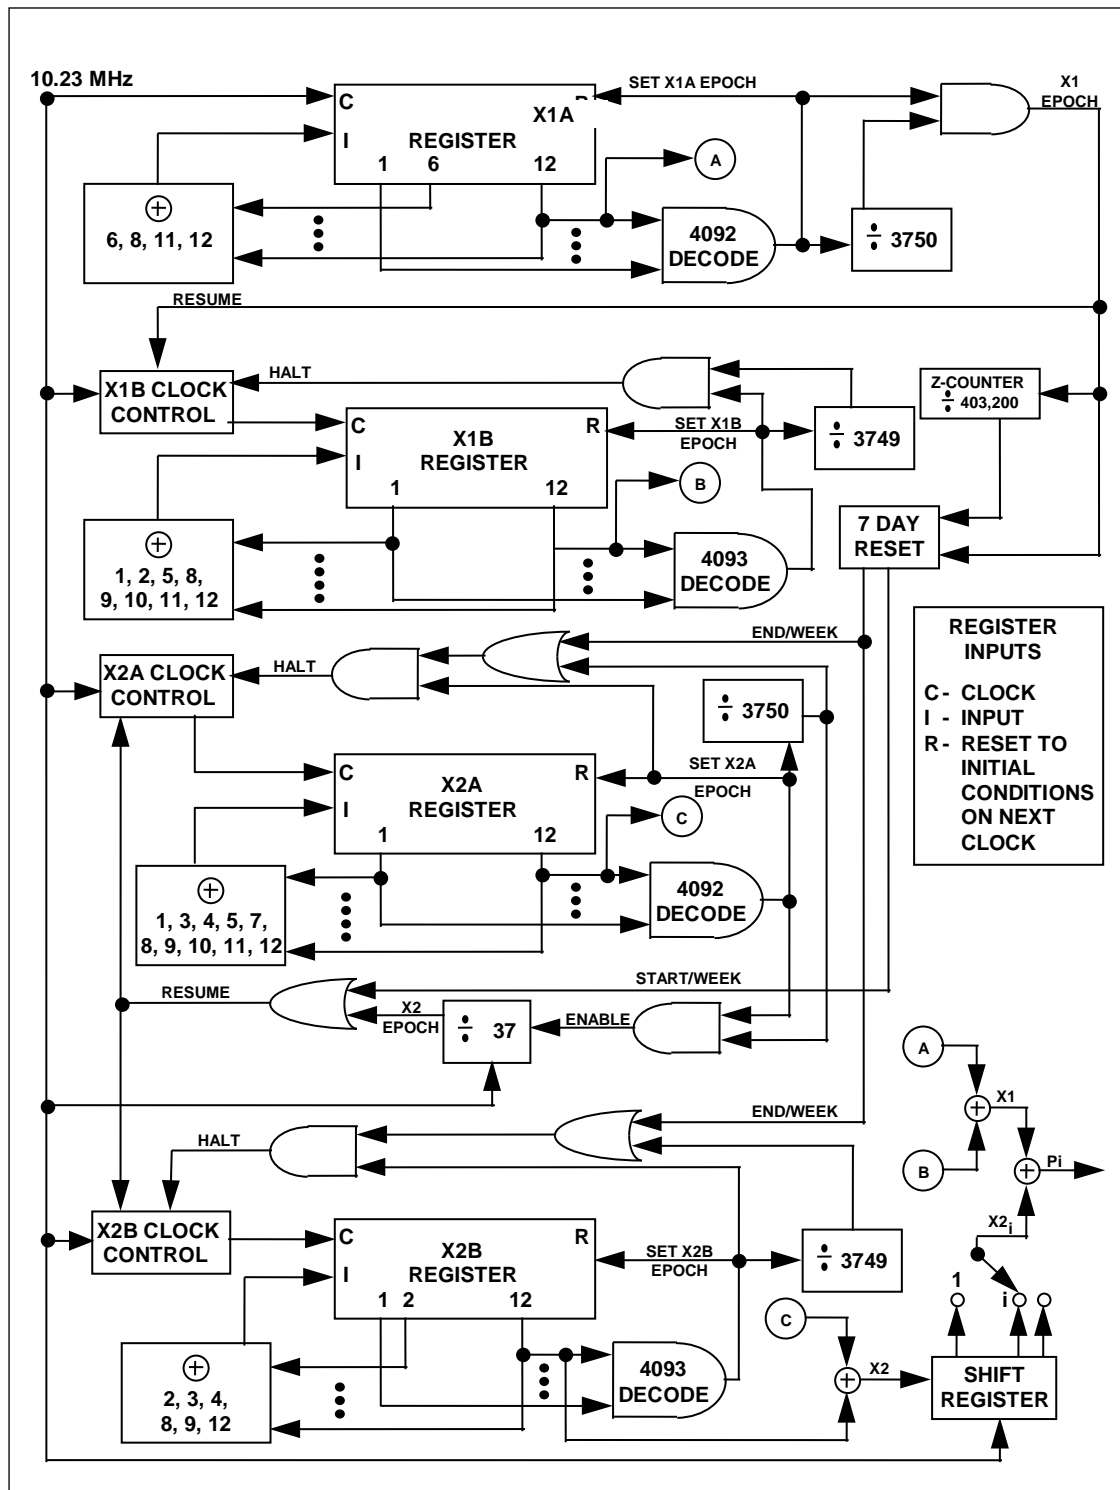 10.23 MHz
C
I
R
X1A
REGISTER
1 6 12
SET X1A EPOCH
X1
EPOCH
A
6, 8, 11, 12
4092
DECODE
÷ 3750
RESUME
X1B CLOCK
CONTROL
HALT
C
I
R
X1B
REGISTER
1 12
SET X1B
EPOCH
÷ 3749
Z-COUNTER
÷ 403,200
B
1, 2, 5, 8,
9, 10, 11, 12
4093
DECODE
7 DAY
RESET
END/WEEK
X2A CLOCK
CONTROL
HALT
÷ 3750
C
I
R
X2A
REGISTER
1 12
SET X2A
EPOCH
C
1, 3, 4, 5, 7,
8, 9, 10, 11, 12
4092
DECODE
REGISTER
INPUTS
C - CLOCK
I - INPUT
R - RESET TO
INITIAL
CONDITIONS
ON NEXT
CLOCK
START/WEEK
RESUME
X2
EPOCH
÷ 37
ENABLE
END/WEEK
HALT
X2B CLOCK
CONTROL
C
I
R
X2B
REGISTER
1 2 12
SET X2B
EPOCH
÷ 3749
2, 3, 4,
8, 9, 12
4093
DECODE
A
X1
B
Pi
X2i
1
i
C
X2
SHIFT
REGISTER